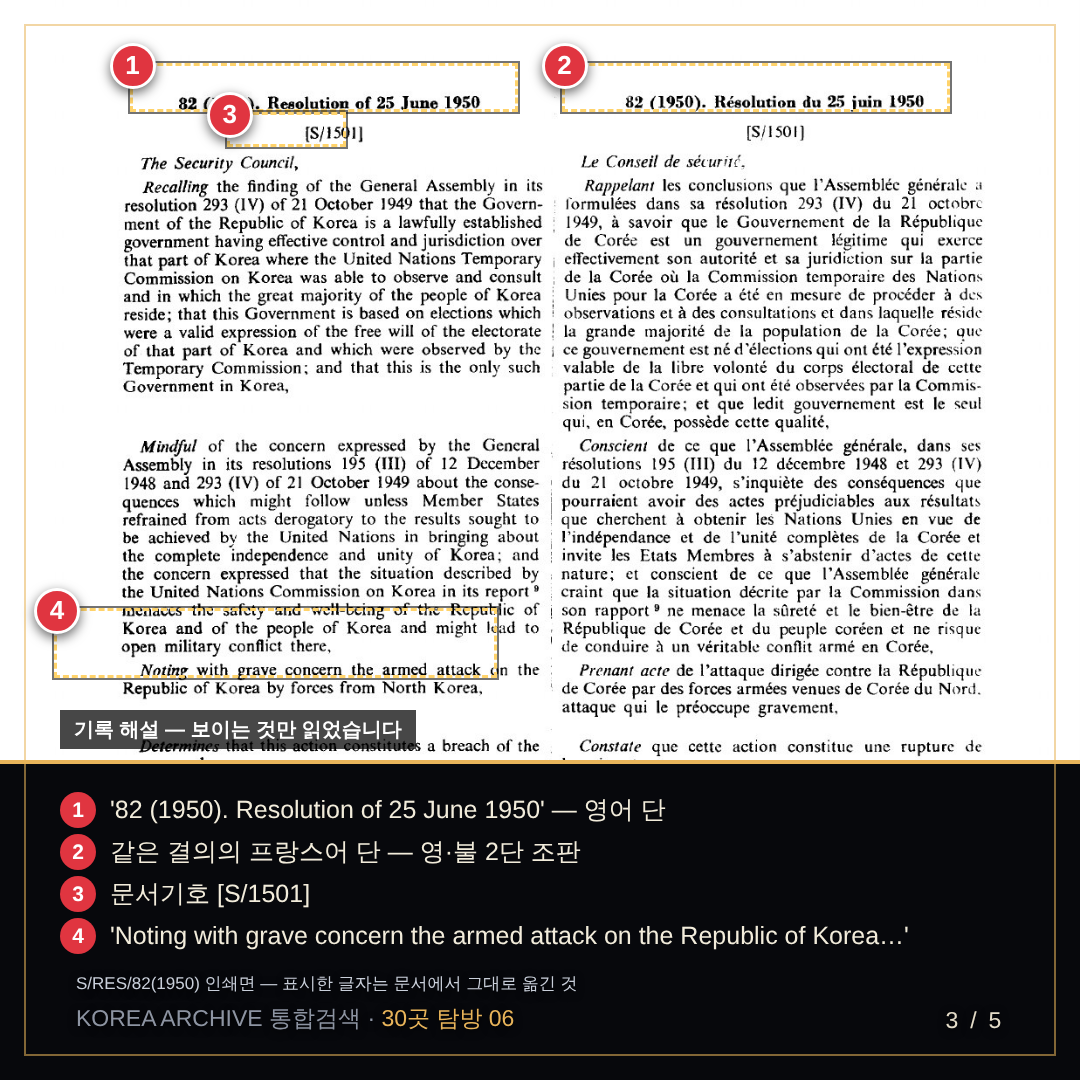 1
2
82 (1950). Resolution of 25 June 1950
3
[S/1501]
The Security Council,
Recalling the finding of the General Assembly in its
resolution 293 (IV) of 21 October 1949 that the Govern-
ment of the Republic of Korea is a lawfully established
government having effective control and jurisdiction over
that part of Korea where the United Nations Temporary
Commission on Korea was able to observe and consult
and in which the great majority of the people of Korea
reside; that this Government is based on elections which
were a valid expression of the free will of the electorate
of that part of Korea and which were observed by the
Temporary Commission; and that this is the only such
Government in Korea,
Mindful of the concern expressed by the General
Assembly in its resolutions 195 (III) of 12 December
1948 and 293 (IV) of 21 October 1949 about the conse-
quences which might follow unless Member States
refrained from acts derogatory to the results sought to
be achieved by the United Nations in bringing about
the complete independence and unity of Korea; and
the concern expressed that the situation described by
the United Nations Commission on Korea in its report ⁹
4
menaces the safety and well-being of the Republic of
Korea and of the people of Korea and might lead to
open military conflict there,
Noting with grave concern the armed attack on the
Republic of Korea by forces from North Korea,
Determines that this action constitutes a breach of the
82 (1950). Résolution du 25 juin 1950
[S/1501]
Le Conseil de sécurité,
Rappelant les conclusions que l'Assemblée générale a
formulées dans sa résolution 293 (IV) du 21 octobre
1949, à savoir que le Gouvernement de la République
de Corée est un gouvernement légitime qui exerce
effectivement son autorité et sa juridiction sur la partie
de la Corée où la Commission temporaire des Nations
Unies pour la Corée a été en mesure de procéder à des
observations et à des consultations et dans laquelle réside
la grande majorité de la population de la Corée; que
ce gouvernement est né d'élections qui ont été l'expression
valable de la libre volonté du corps électoral de cette
partie de la Corée et qui ont été observées par la Commis-
sion temporaire; et que ledit gouvernement est le seul
qui, en Corée, possède cette qualité,
Conscient de ce que l'Assemblée générale, dans ses
résolutions 195 (III) du 12 décembre 1948 et 293 (IV)
du 21 octobre 1949, s'inquiète des conséquences que
pourraient avoir des actes préjudiciables aux résultats
que cherchent à obtenir les Nations Unies en vue de
l'indépendance et de l'unité complètes de la Corée et
invite les Etats Membres à s'abstenir d'actes de cette
nature; et conscient de ce que l'Assemblée générale
craint que la situation décrite par la Commission dans
son rapport ⁹ ne menace la sûreté et le bien-être de la
République de Corée et du peuple coréen et ne risque
de conduire à un véritable conflit armé en Corée,
Prenant acte de l'attaque dirigée contre la République
de Corée par des forces armées venues de Corée du Nord,
attaque qui le préoccupe gravement,
Constate que cette action constitue une rupture de
기록 해설 — 보이는 것만 읽었습니다
1 '82 (1950). Resolution of 25 June 1950' — 영어 단
2 같은 결의의 프랑스어 단 — 영·불 2단 조판
3 문서기호 [S/1501]
4 'Noting with grave concern the armed attack on the Republic of Korea…'
S/RES/82(1950) 인쇄면 — 표시한 글자는 문서에서 그대로 옮긴 것
KOREA ARCHIVE 통합검색 · 30곳 탐방 06
3 / 5